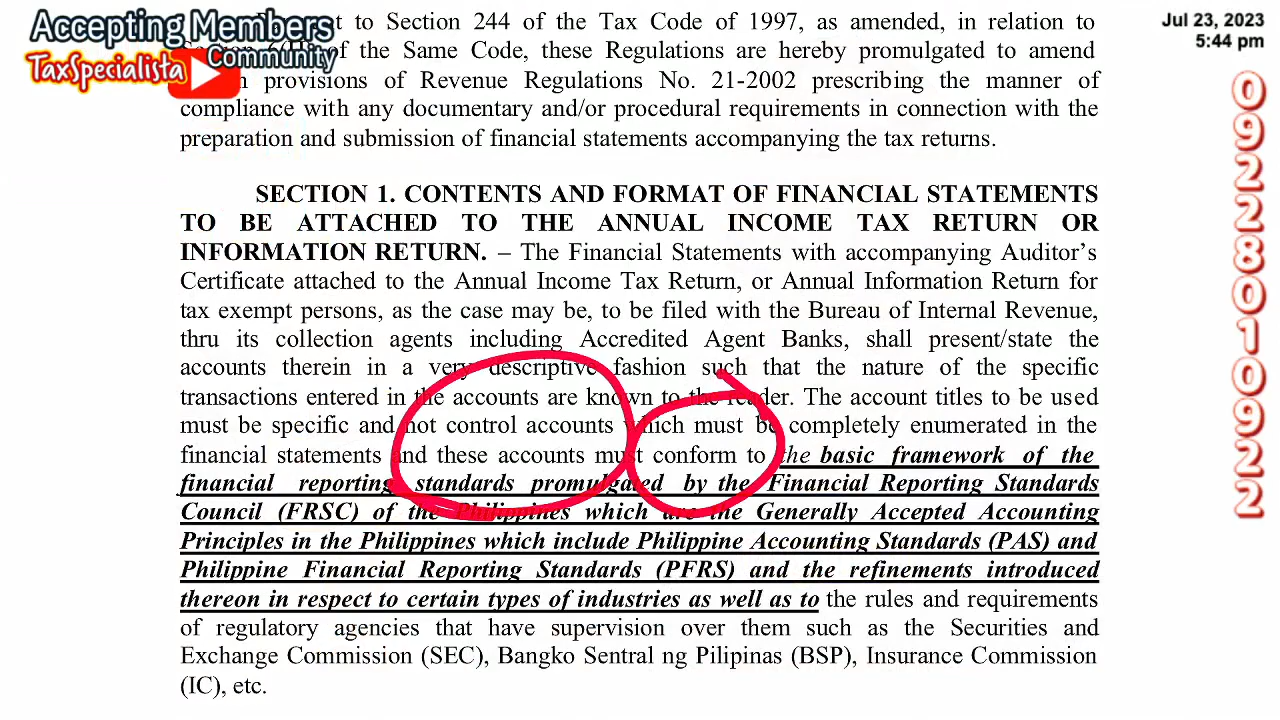 Accepting Members
Community
TaxSpecialista
Jul 23, 2023
5:44 pm
09228010922
to Section 244 of the Tax Code of 1997, as amended, in relation to
of the Same Code, these Regulations are hereby promulgated to amend
provisions of Revenue Regulations No. 21-2002 prescribing the manner of
compliance with any documentary and/or procedural requirements in connection with the
preparation and submission of financial statements accompanying the tax returns.
SECTION 1. CONTENTS AND FORMAT OF FINANCIAL STATEMENTS
TO BE ATTACHED TO THE ANNUAL INCOME TAX RETURN OR
INFORMATION RETURN. – The Financial Statements with accompanying Auditor's
Certificate attached to the Annual Income Tax Return, or Annual Information Return for
tax exempt persons, as the case may be, to be filed with the Bureau of Internal Revenue,
thru its collection agents including Accredited Agent Banks, shall present/state the
accounts therein in a very descriptive fashion such that the nature of the specific
transactions entered in the accounts are known to the reader. The account titles to be used
must be specific and not control accounts which must be completely enumerated in the
financial statements and these accounts must conform to the basic framework of the
financial reporting standards promulgated by the Financial Reporting Standards
Council (FRSC) of the Philippines which are the Generally Accepted Accounting
Principles in the Philippines which include Philippine Accounting Standards (PAS) and
Philippine Financial Reporting Standards (PFRS) and the refinements introduced
thereon in respect to certain types of industries as well as to the rules and requirements
of regulatory agencies that have supervision over them such as the Securities and
Exchange Commission (SEC), Bangko Sentral ng Pilipinas (BSP), Insurance Commission
(IC), etc.